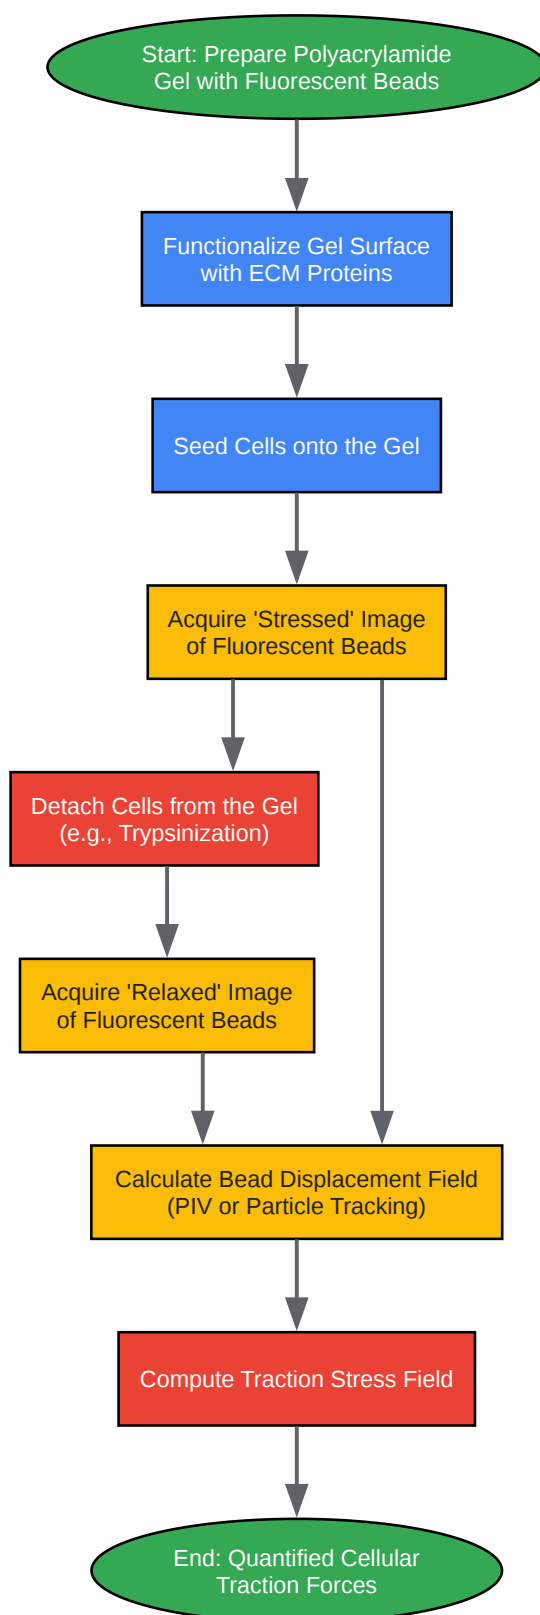 Start: Prepare Polyacrylamide
Gel with Fluorescent Beads
Functionalize Gel Surface
with ECM Proteins
Seed Cells onto the Gel
Acquire 'Stressed' Image
of Fluorescent Beads
Detach Cells from the Gel
(e.g., Trypsinization)
Acquire 'Relaxed' Image
of Fluorescent Beads
Calculate Bead Displacement Field
(PIV or Particle Tracking)
Compute Traction Stress Field
End: Quantified Cellular
Traction Forces